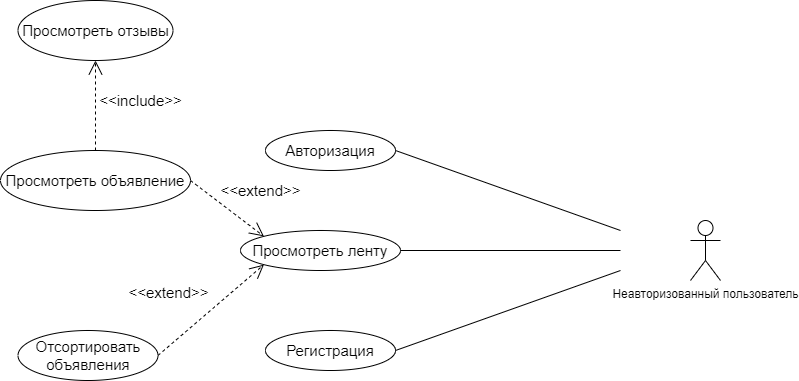 Просмотреть отзывы
<<include>>
Авторизация
Просмотреть объявление
<<extend>>
Просмотреть ленту
<<extend>>
Неавторизованный пользователь
Отсортировать
объявления
Регистрация